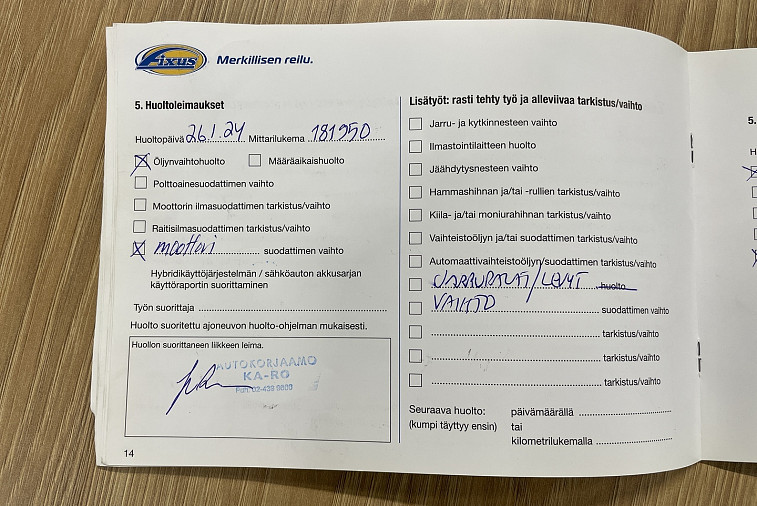 Fixus Merkillisen reilu.
5. Huoltoleimaukset
Huoltopäivä 26.1.24 Mittarilukema 181950
Öljynvaihtohuolto Määräaikaishuolto
Polttoainesuodattimen vaihto
Moottorin ilmasuodattimen tarkistus/vaihto
Raitisilmasuodattimen tarkistus/vaihto
moottori suodattimen vaihto
Hybridikäyttöjärjestelmän / sähköauton akkusarjan
käyttöraportin suorittaminen
Työn suorittaja
Huolto suoritettu ajoneuvon huolto-ohjelman mukaisesti.
Huollon suorittaneen liikkeen leima.
AUTOKORJAAMO
KA-RO
Puh. 02-439 9800
14
Lisätyöt: rasti tehty työ ja alleviivaa tarkistus/vaihto
Jarru- ja kytkinnesteen vaihto
Ilmastointilaitteen huolto
Jäähdytysnesteen vaihto
Hammashihnan ja/tai -rullien tarkistus/vaihto
Kiila- ja/tai moniurahihnan tarkistus/vaihto
Vaihteistoöljyn ja/tai suodattimen tarkistus/vaihto
Automaattivaihteistoöljyn/suodattimen tarkistus/vaihto
JARRUPALAT/LEVYT huolto
VAIHTO suodattimen vaihto
tarkistus/vaihto
tarkistus/vaihto
tarkistus/vaihto
Seuraava huolto: päivämäärällä
(kumpi täyttyy ensin) tai
kilometrilukemalla
5.
H